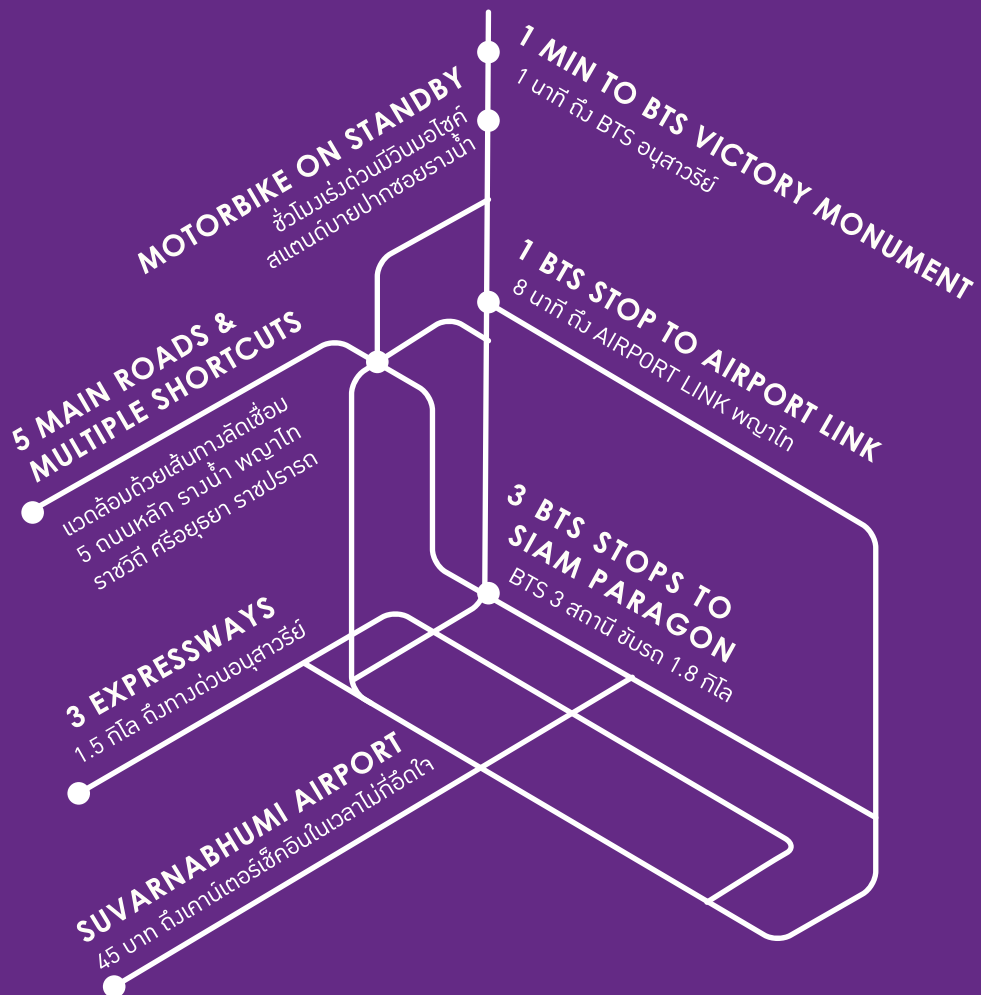 1 MIN TO BTS VICTORY MONUMENT
1 นาที ถึง BTS อนุสาวรีย์
MOTORBIKE ON STANDBY
ชั่วโมงเร่งด่วนมีวินมอไซค์
สแตนด์บายปากซอยรางน้ำ
1 BTS STOP TO AIRPORT LINK
8 นาที ถึง AIRPORT LINK พญาไท
5 MAIN ROADS &
MULTIPLE SHORTCUTS
แวดล้อมด้วยเส้นทางลัดเชื่อม
5 ถนนหลัก รางน้ำ พญาไท
ราชวิถี ศรีอยุธยา ราชปรารถ
3 BTS STOPS TO
SIAM PARAGON
BTS 3 สถานี ขับรถ 1.8 กิโล
3 EXPRESSWAYS
1.5 กิโล ถึงทางด่วนอนุสาวรีย์
SUVARNABHUMI AIRPORT
45 บาท ถึงเคาน์เตอร์เช็คอินในเวลาไม่กี่อึดใจ